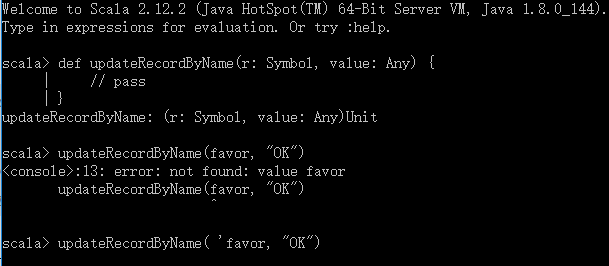 Welcome to Scala 2.12.2 (Java HotSpot(TM) 64-Bit Server VM, Java 1.8.0_144).
Type in expressions for evaluation. Or try :help.
scala> def updateRecordByName(r: Symbol, value: Any) {
| // pass
| }
updateRecordByName: (r: Symbol, value: Any)Unit
scala> updateRecordByName(favor, "OK")
<console>:13: error: not found: value favor
updateRecordByName(favor, "OK")
^
scala> updateRecordByName( 'favor, "OK")